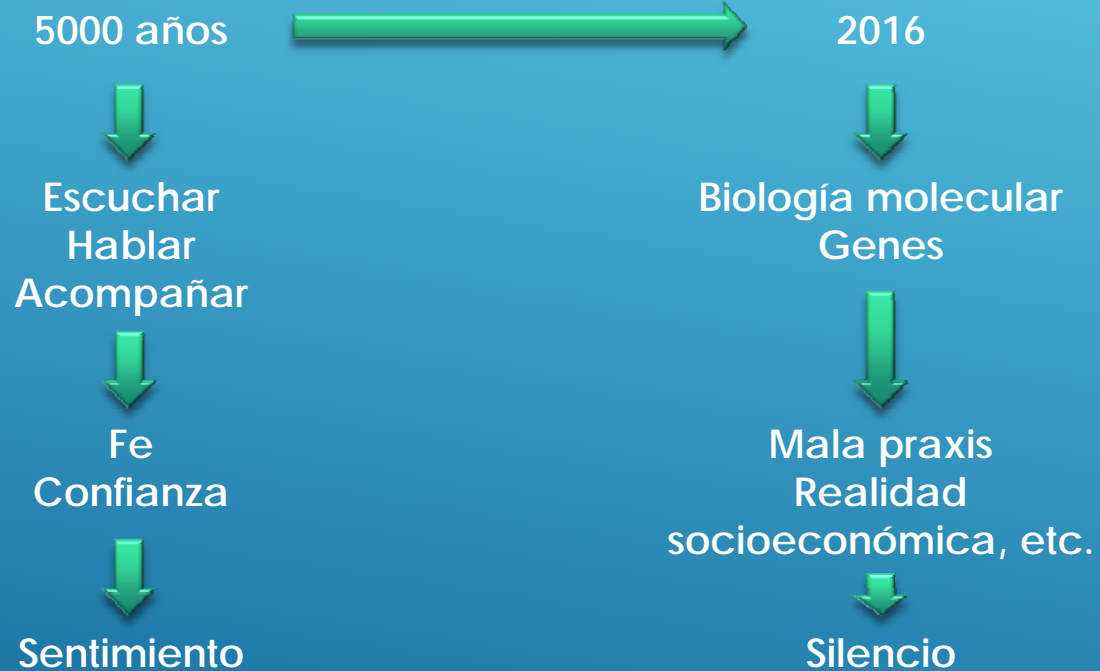 5000 años
2016
Escuchar
Hablar
Acompañar
Biología molecular
Genes
Fe
Confianza
Mala praxis
Realidad
socioeconómica, etc.
Sentimiento
Silencio